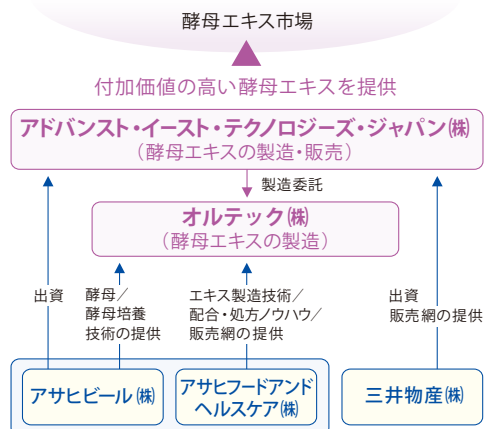 酵母エキス市場
付加価値の高い酵母エキスを提供
アドバンスト・イースト・テクノロジーズ・ジャパン㈱
（酵母エキスの製造・販売）
製造委託
オルテック㈱
（酵母エキスの製造）
出資
酵母／
酵母培養
技術の提供
エキス製造技術／
配合・処方ノウハウ／
販売網の提供
出資
販売網の提供
アサヒビール㈱
アサヒフードアンド
ヘルスケア㈱
三井物産㈱